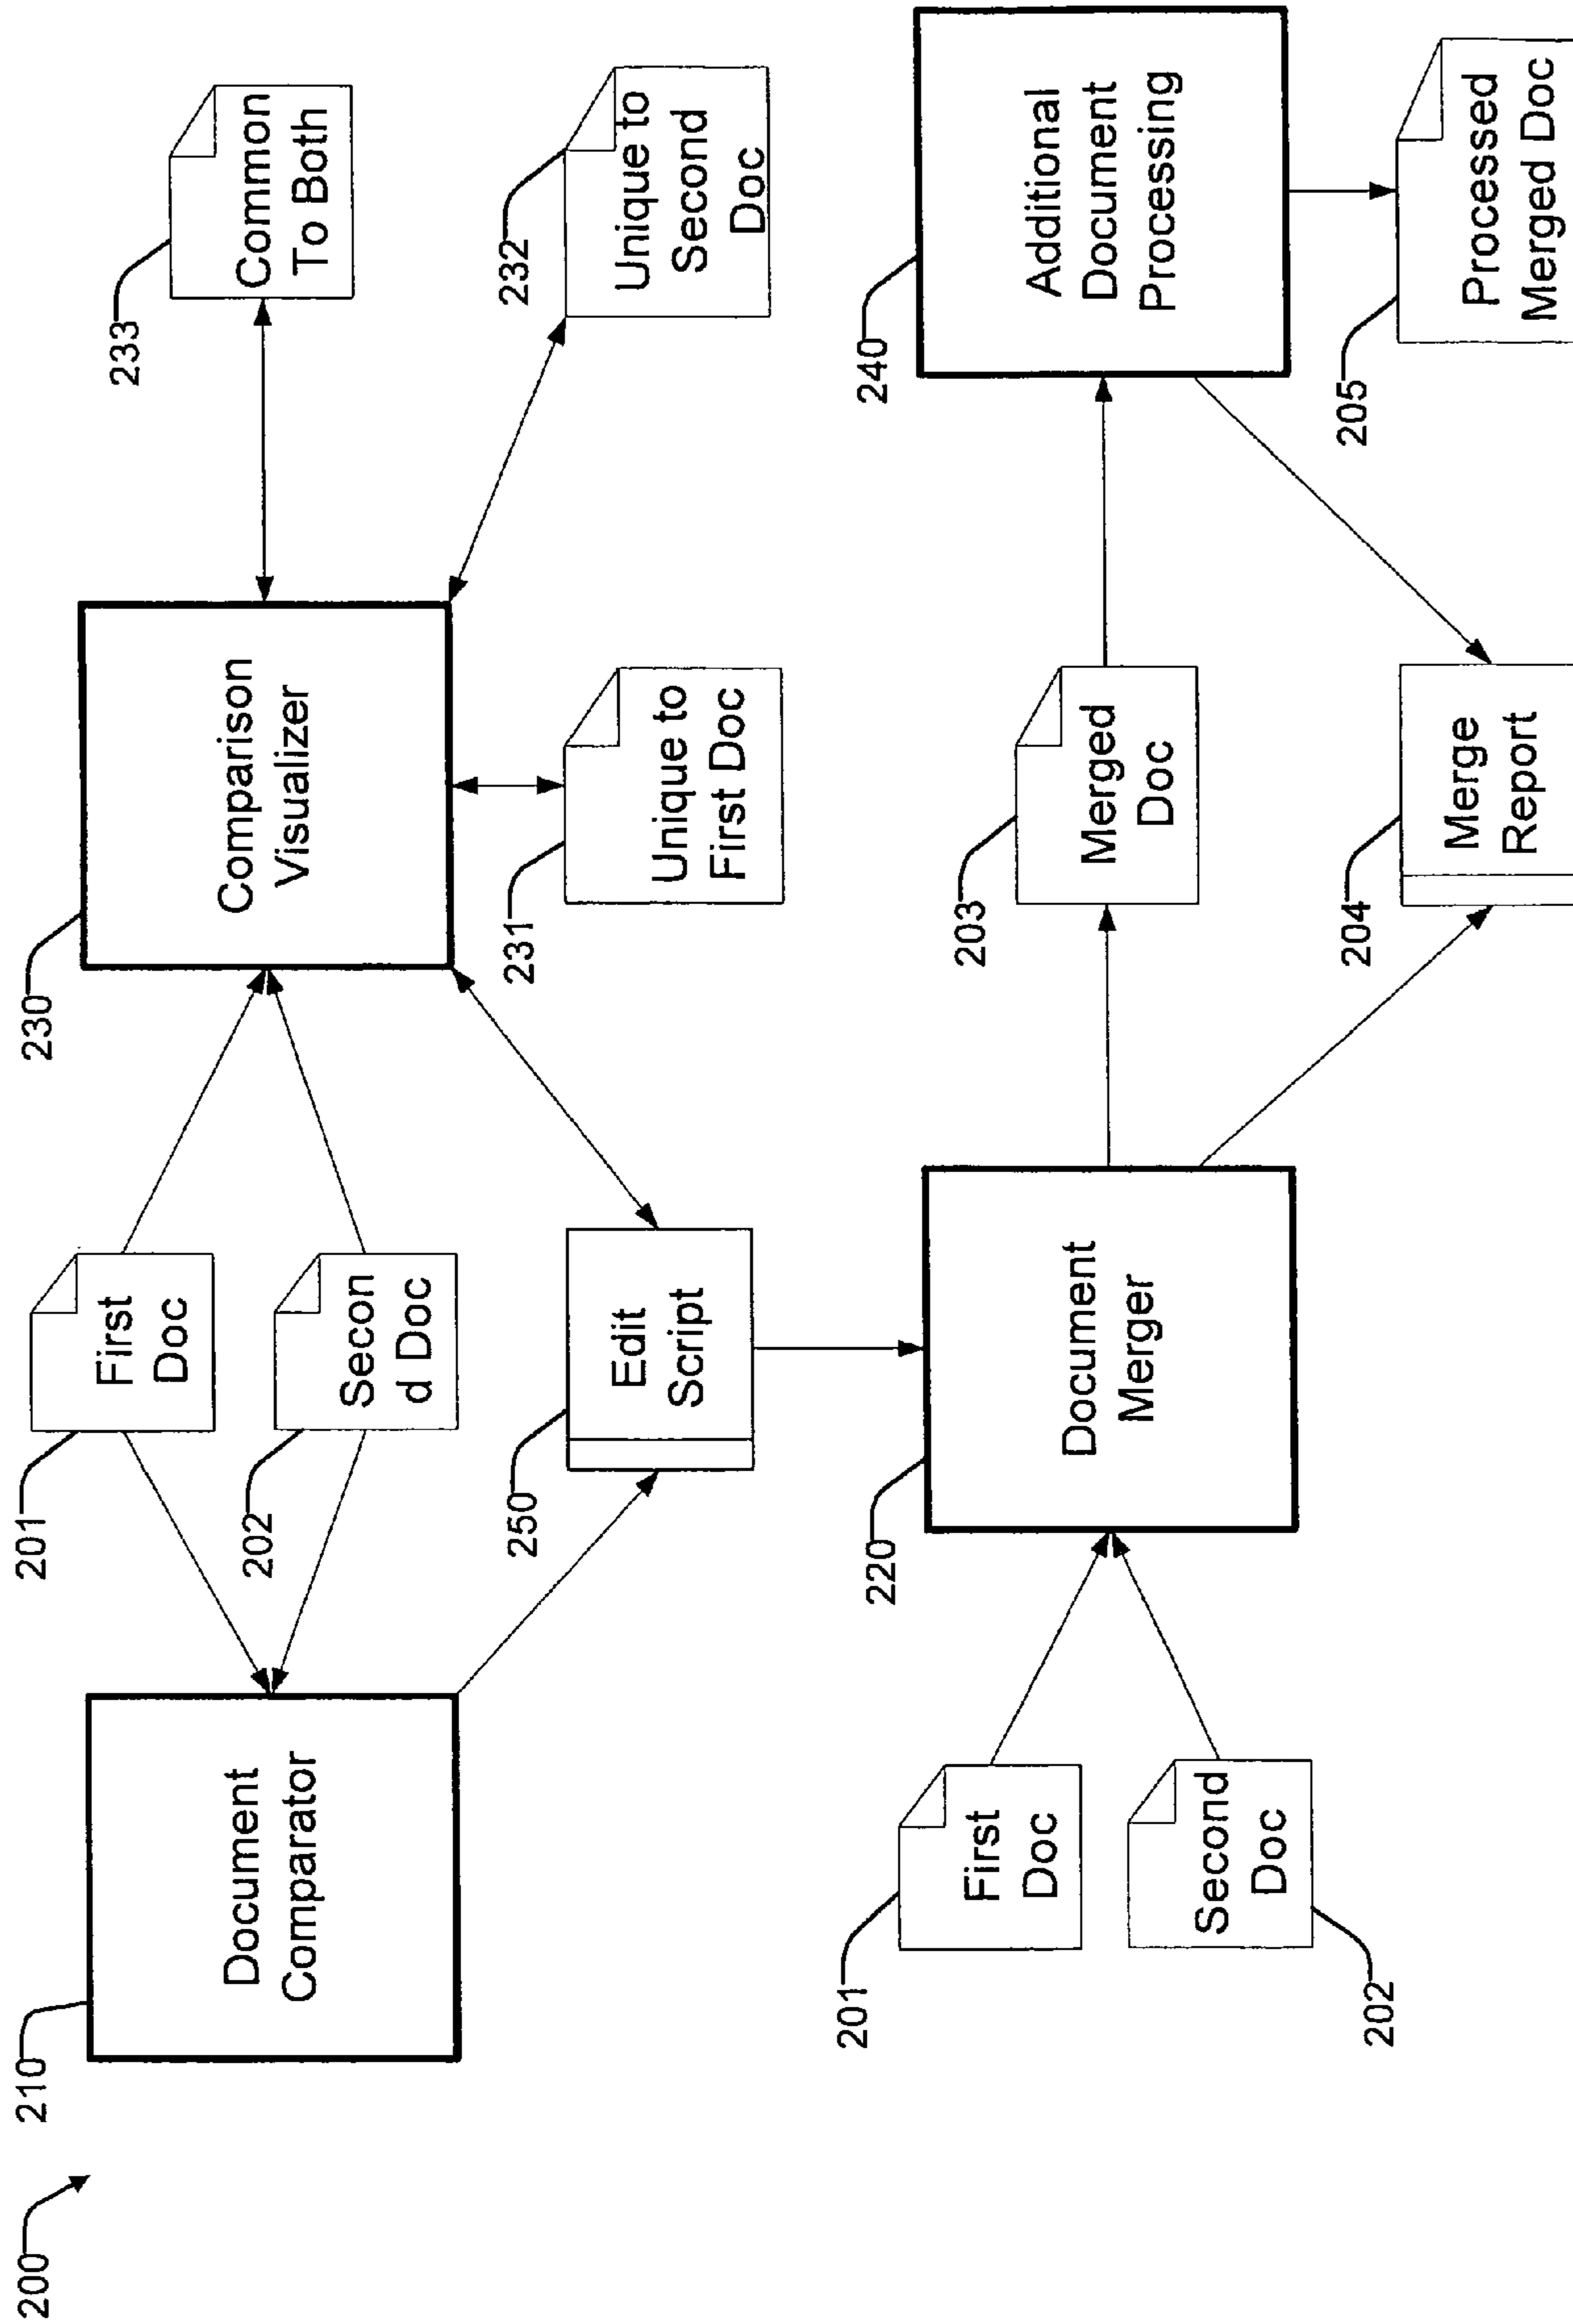 200
210
Document
Comparator
201
First
Doc
202
Secon
d Doc
250
Edit
Script
230
Comparison
Visualizer
231
Unique to
First Doc
233
Common
To Both
232
Unique to
Second
Doc
201
First
Doc
202
Second
Doc
220
Document
Merger
203
Merged
Doc
204
Merge
Report
240
Additional
Document
Processing
205
Processed
Merged Doc